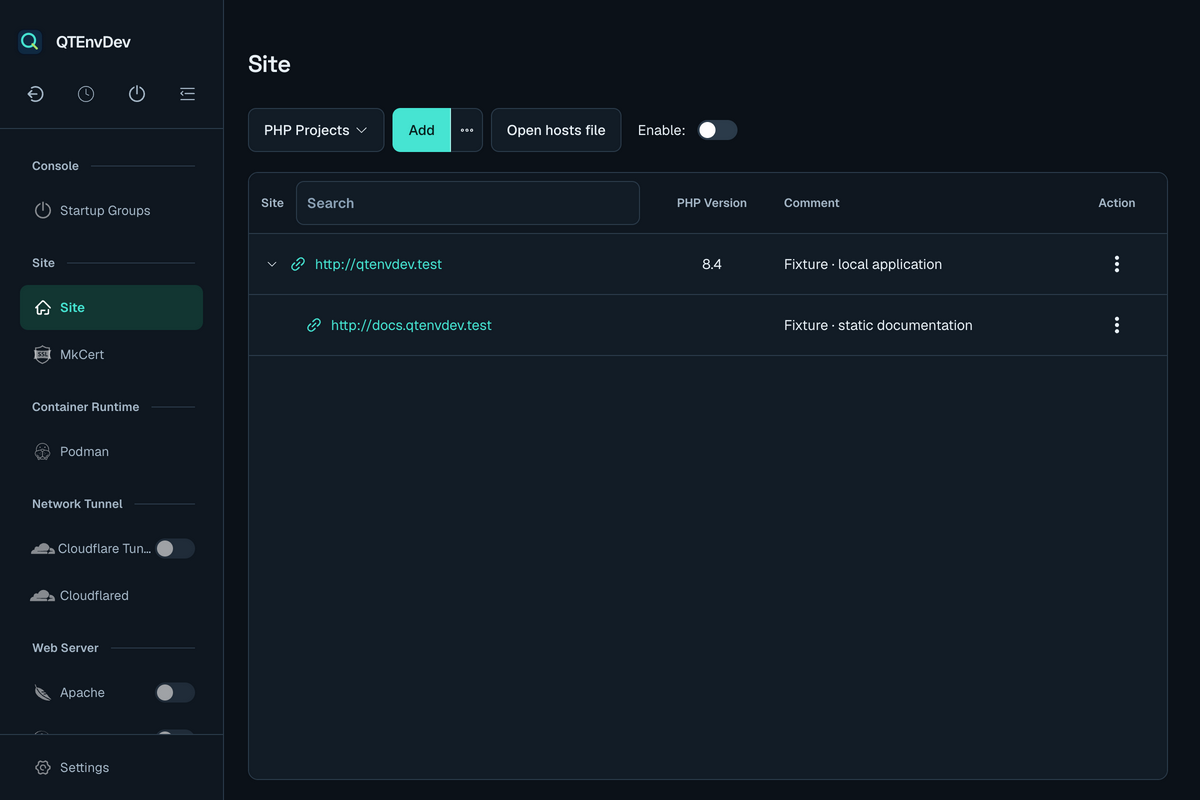 QTEnvDev
Console
Startup Groups
Site
Site
MkCert
SSL
Container Runtime
Podman
Network Tunnel
Cloudflare Tun...
Cloudflared
Web Server
Apache
Settings
Site
PHP Projects
Add
Open hosts file
Enable:
Site
Search
PHP Version
Comment
Action
http://qtenvdev.test
8.4
Fixture · local application
http://docs.qtenvdev.test
Fixture · static documentation